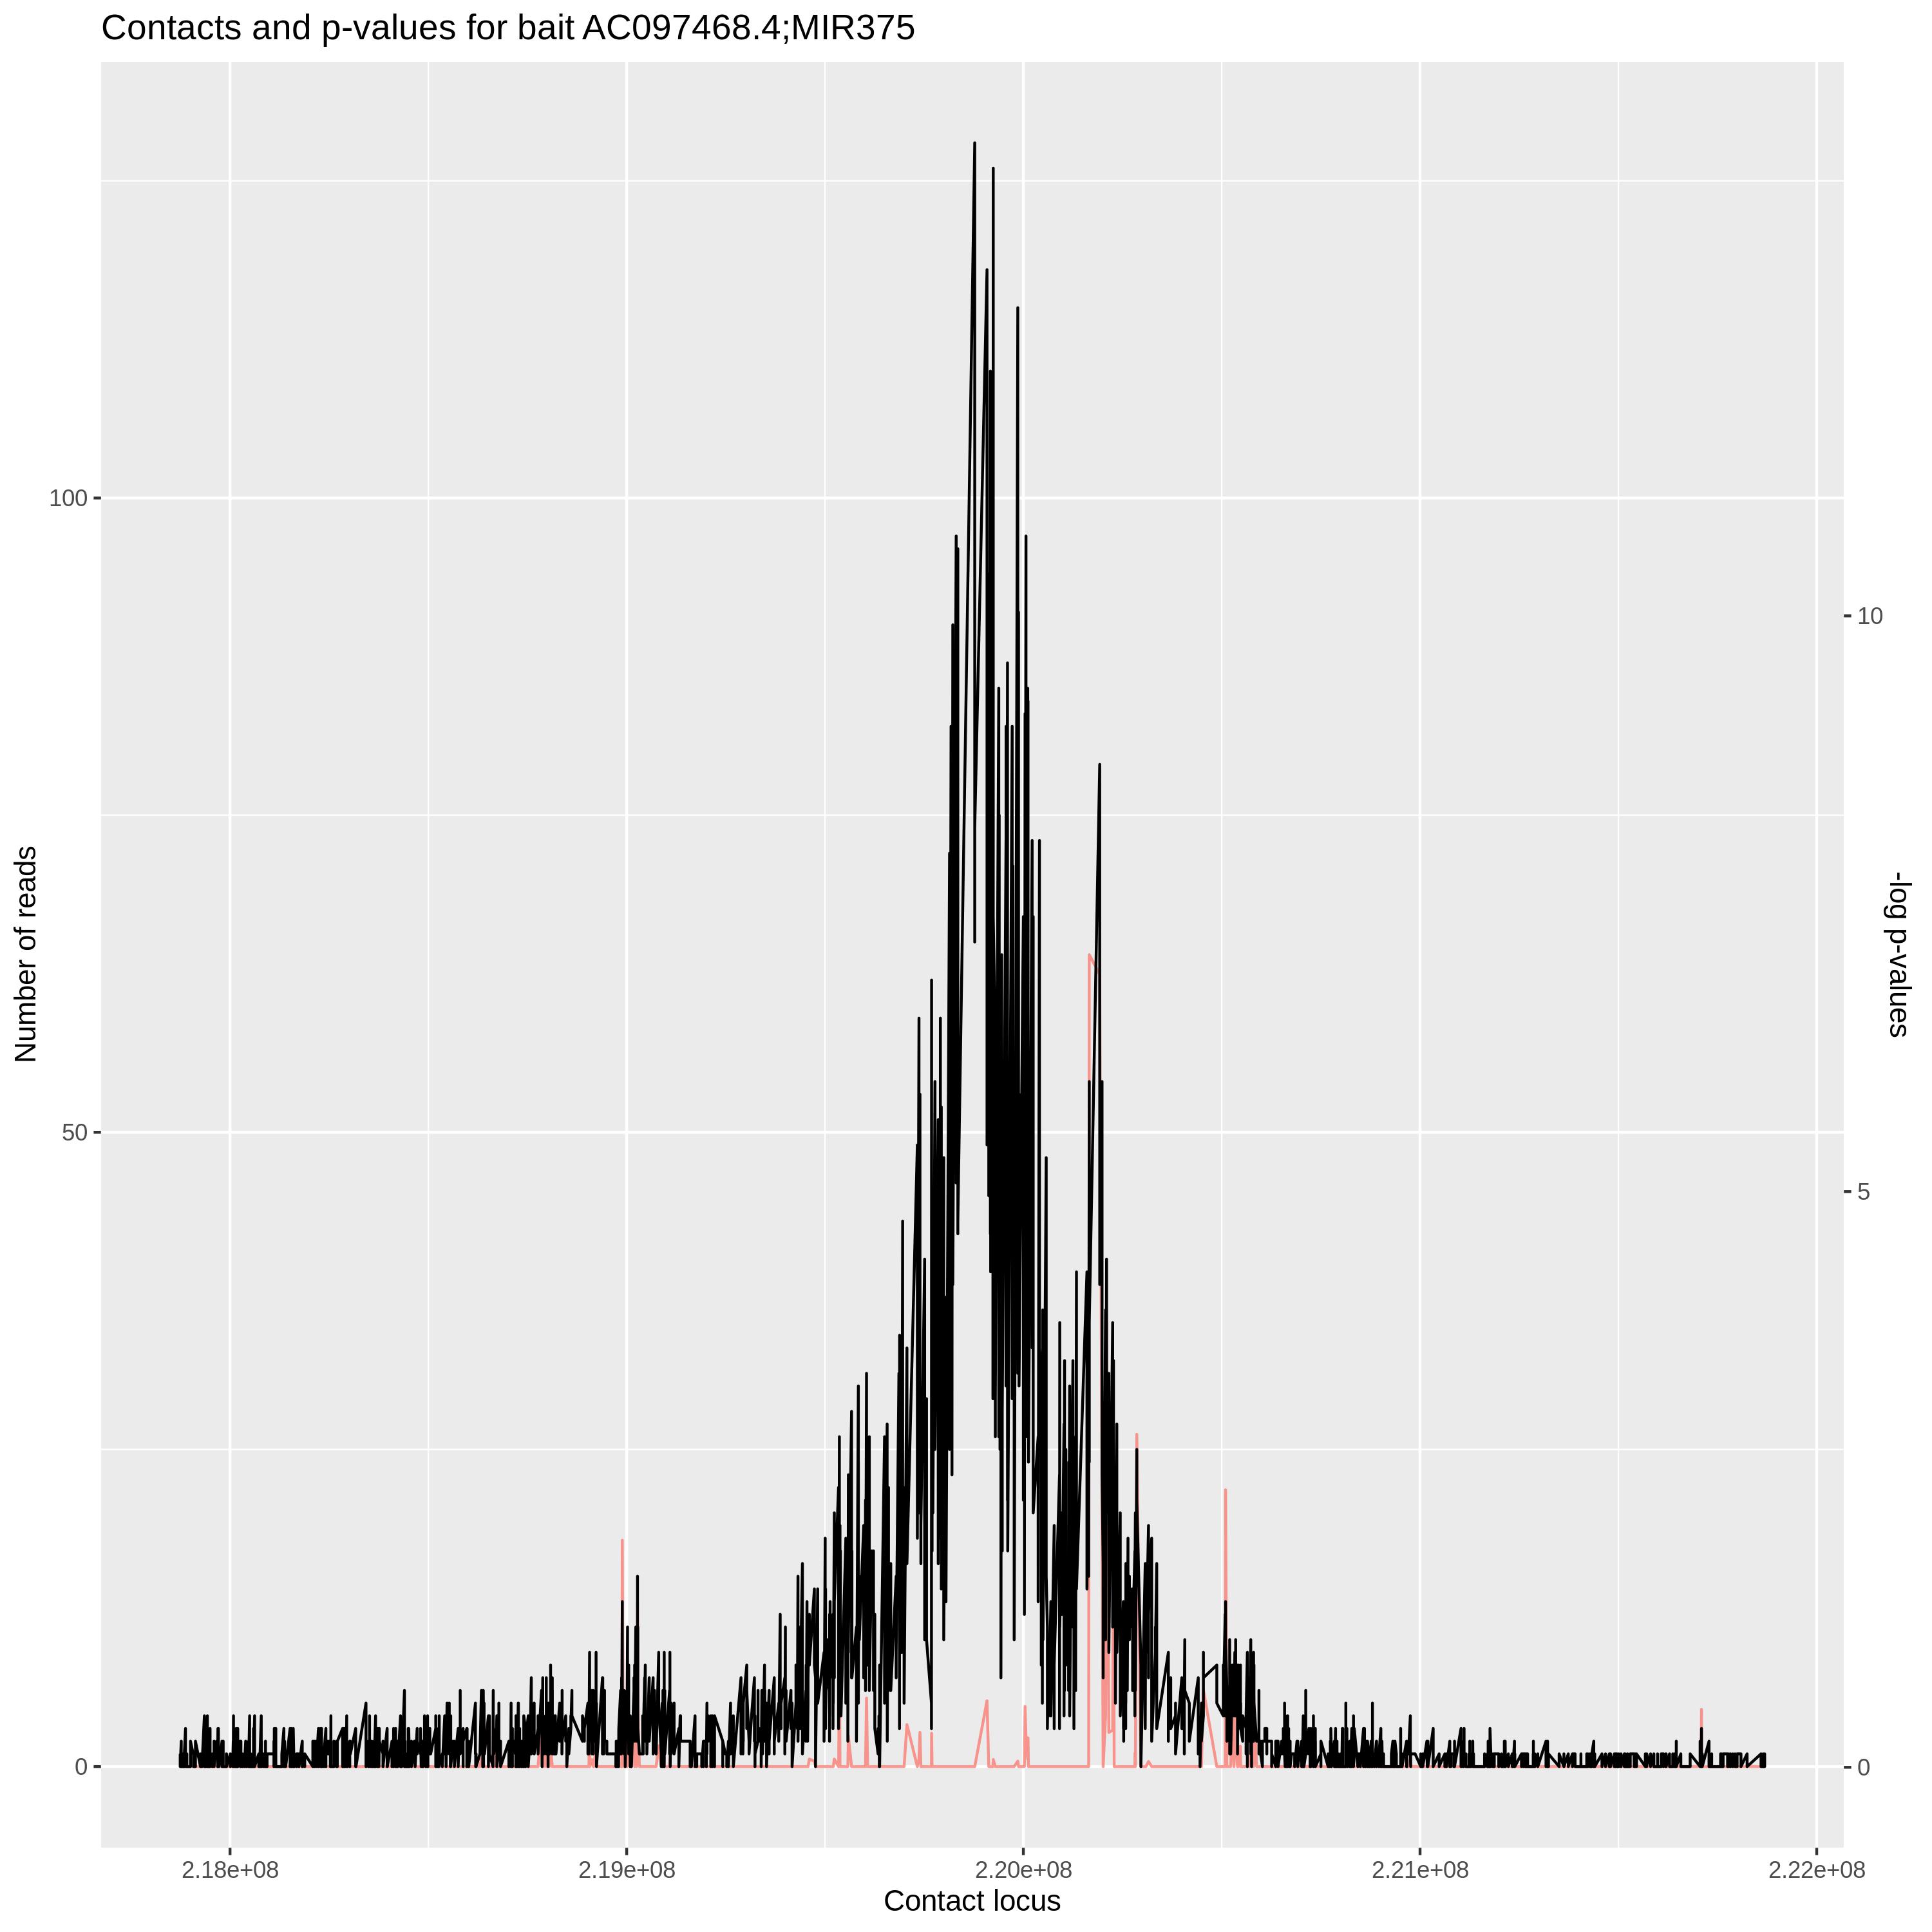 Contacts and p-values for bait AC097468.4;MIR375
100
50
0
Number of reads
10
5
0
-log p-values
2.18e+08 2.19e+08 2.20e+08 2.21e+08 2.22e+08
Contact locus